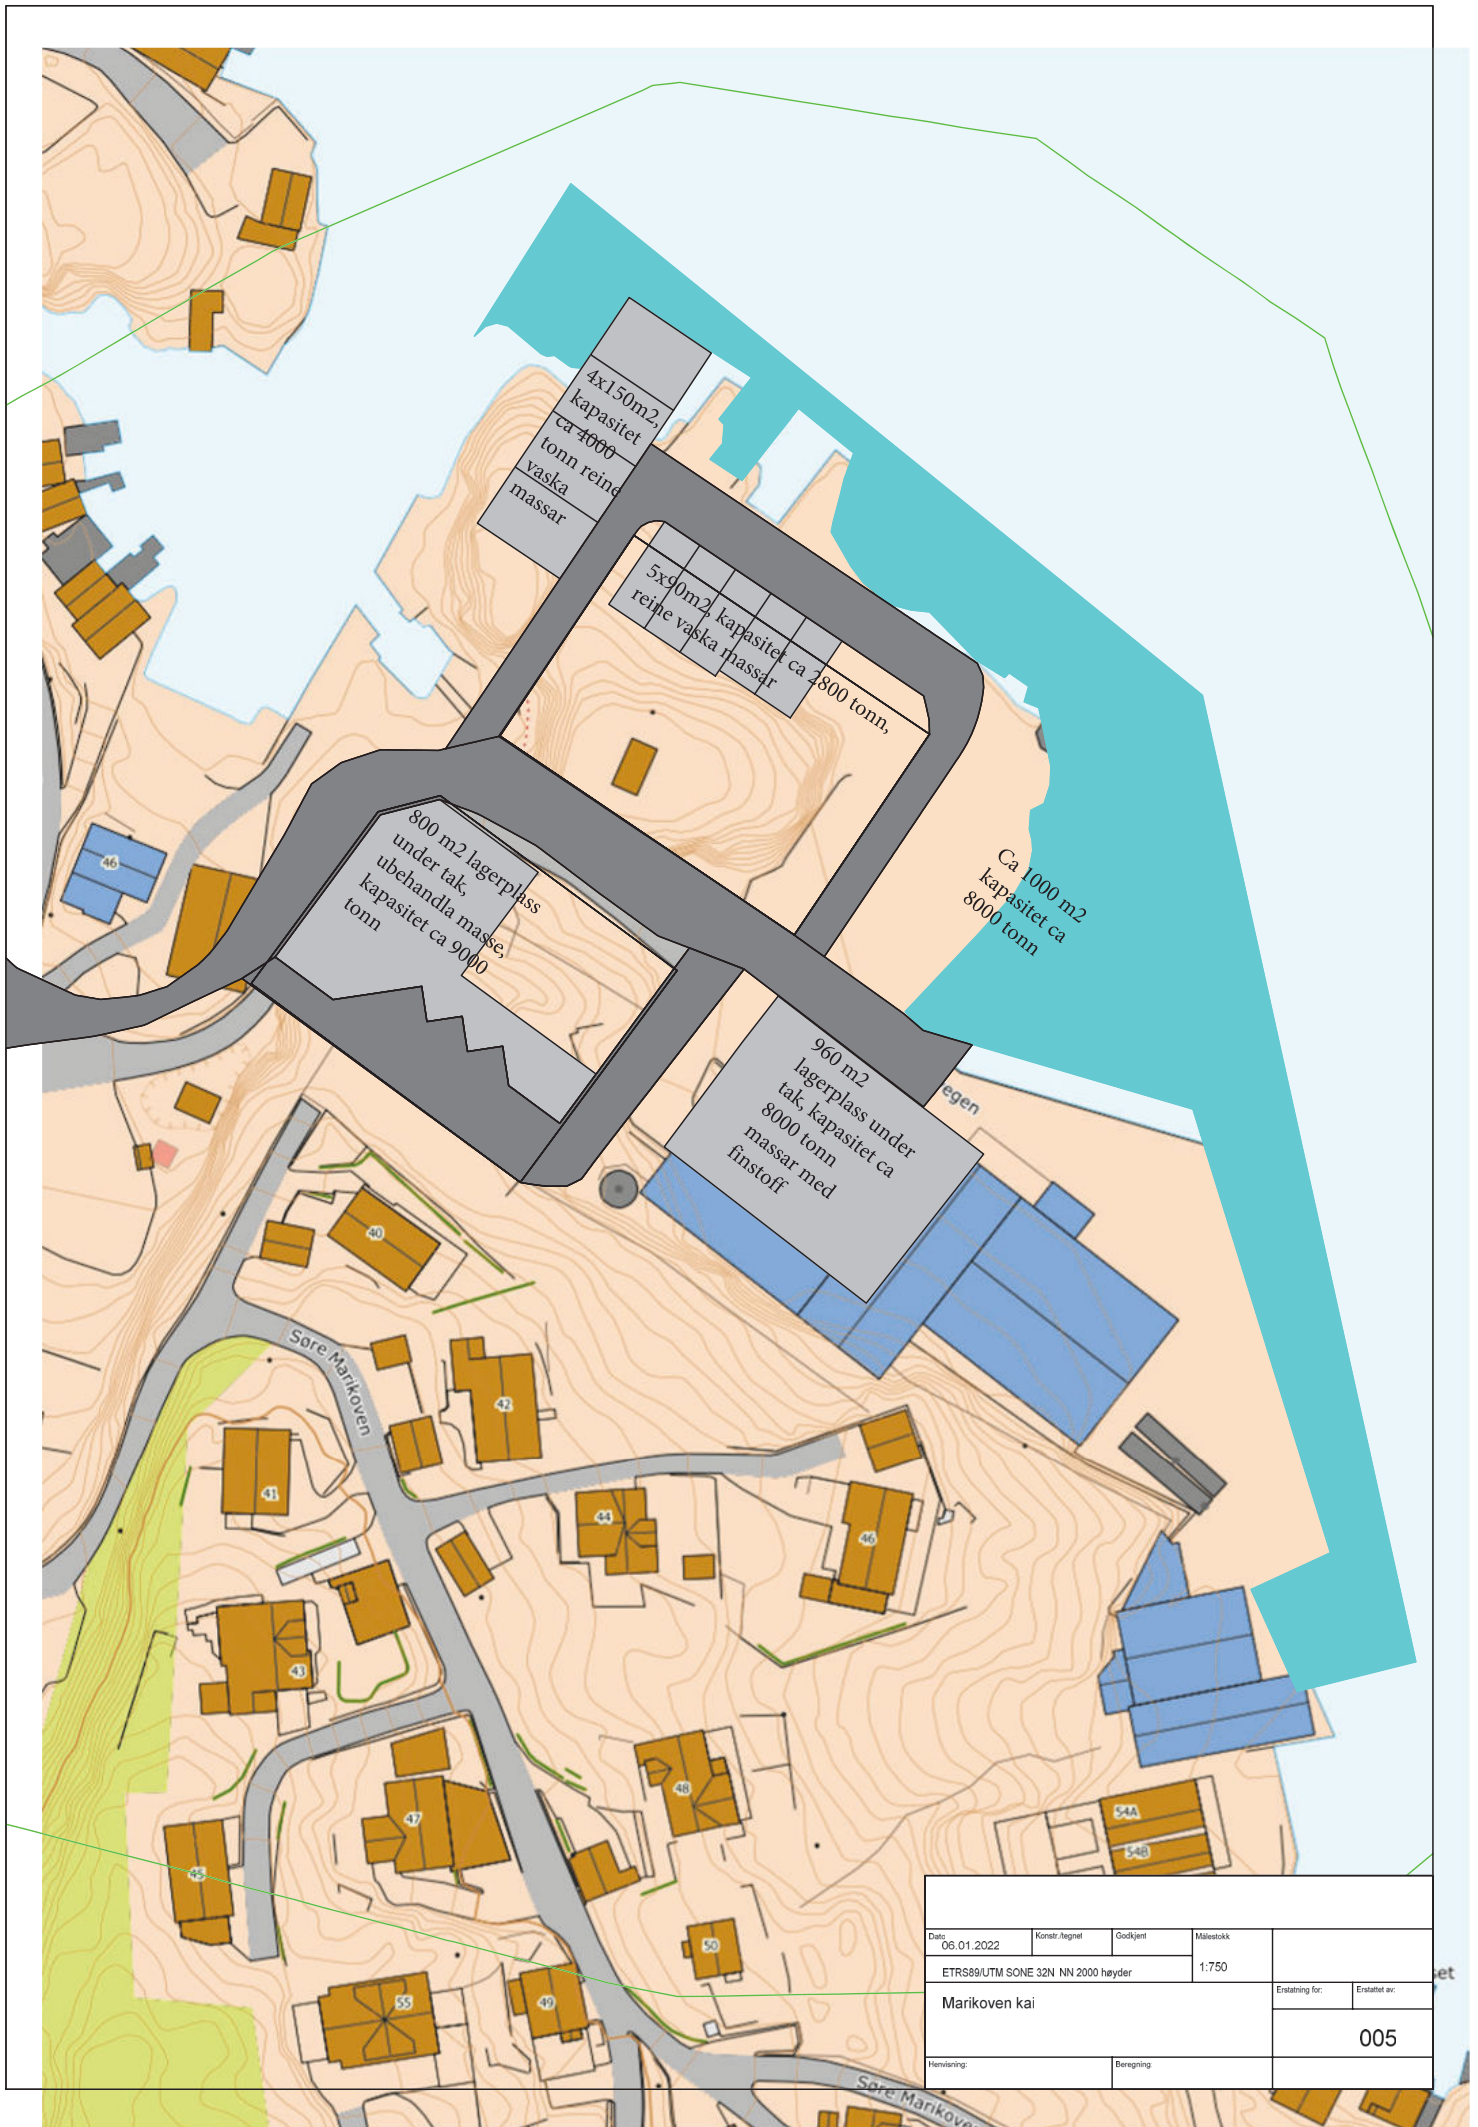 4x150m2,
kapasitet
ca 4000
tonn reine
vaska
massar
5x90m2, kapasitet ca 2800 tonn,
reine vaska massar
800 m2 lagerplass
under tak,
ubehandla masse,
kapasitet ca 9000
tonn
Ca 1000 m2
kapasitet ca
8000 tonn
960 m2
lagerplass under
tak, kapasitet ca
8000 tonn
massar med
finstoff
egen
46
40
Søre Marikoven
42
41
44
46
43
48
47
54A
54B
45
50
55
49
Søre Marikoven
set
Dato
06.01.2022
Konstr./tegnet
Godkjent
Målestokk
1:750
ETRS89/UTM SONE 32N NN 2000 høyder
Marikoven kai
Erstatning for:
Erstattet av:
005
Henvisning:
Beregning: